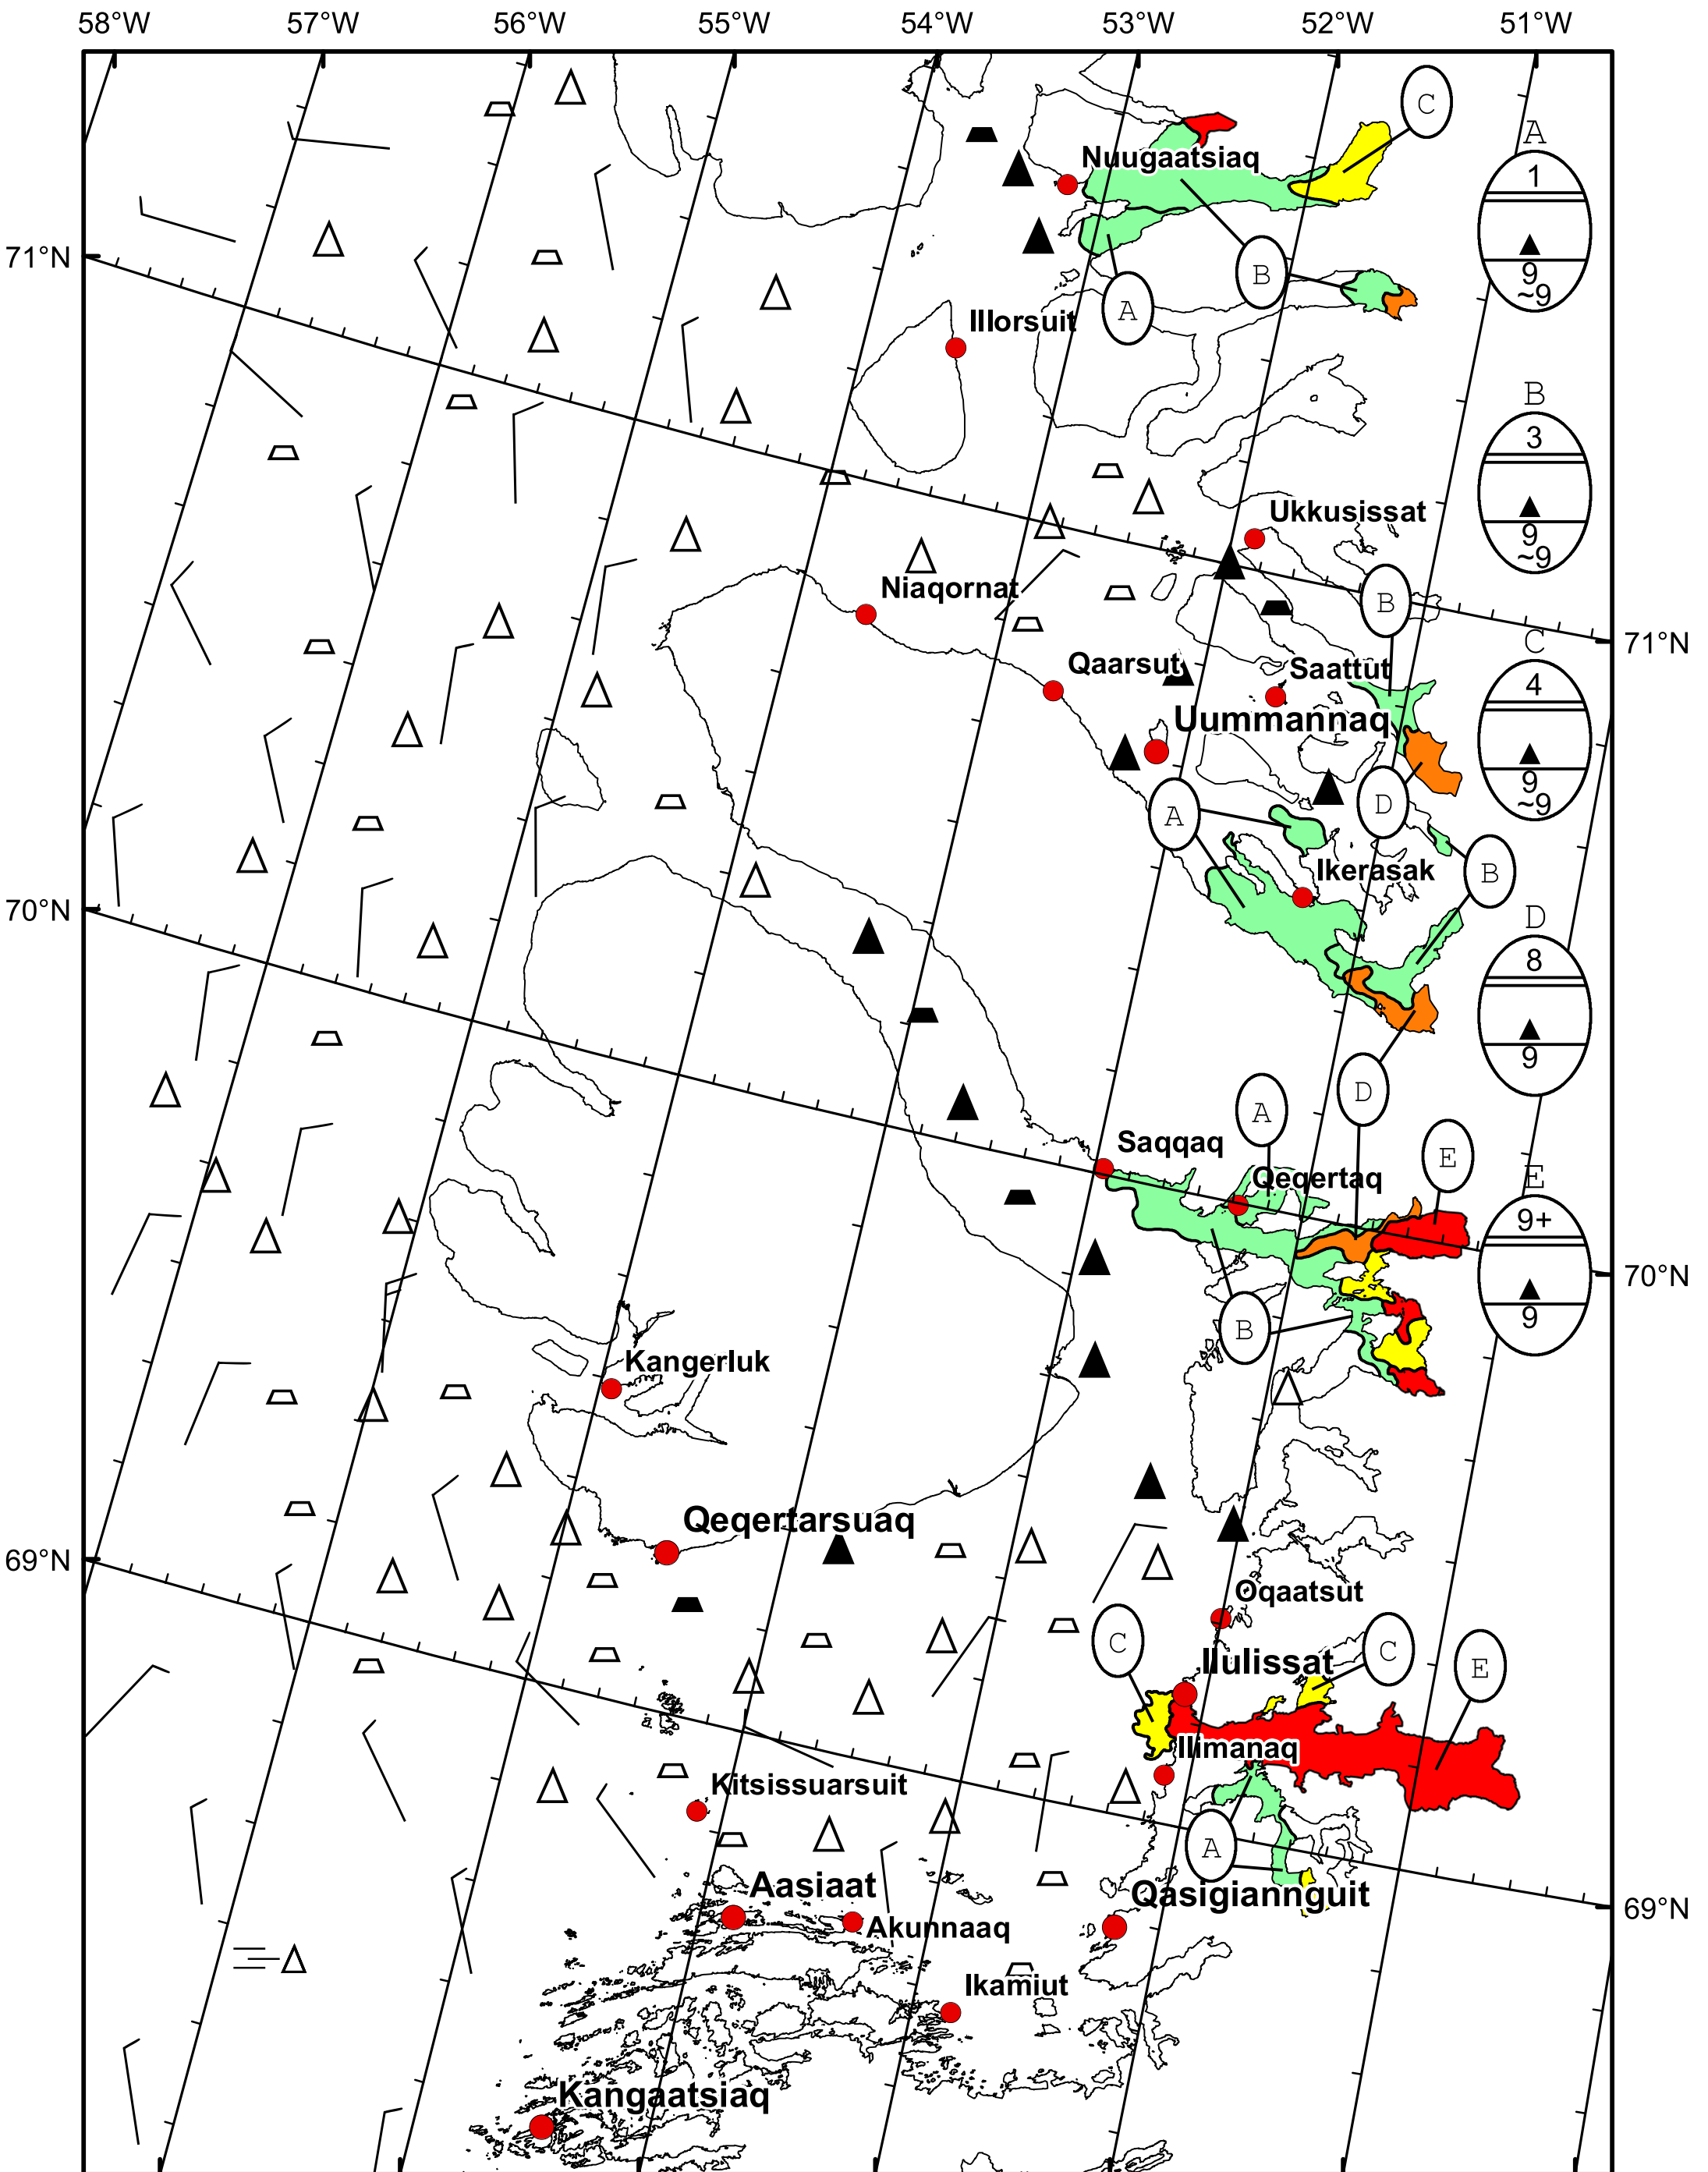 58°W 57°W 56°W 55°W 54°W 53°W 52°W 51°W
C
A
1
9
~9
Nuugaatsiaq
71°N
B
A
Illorsuit
B
3
9
~9
Ukkusissat
B
Niaqornat
71°N
C
4
9
~9
Qaarsut
Saattut
Uummannaq
D
A
B
Ikerasak
70°N
D
8
9
D
A
Saqqaq
E
Qeqertaq
E
9+
9
70°N
B
Kangerluk
Qeqertarsuaq
69°N
Oqaatsut
C
C
E
Ilulissat
Ilimanaq
Kitsissuarsuit
A
Aasiaat
Qasigiannguit
69°N
Akunnaaq
Ikamiut
Kangaatsiaq